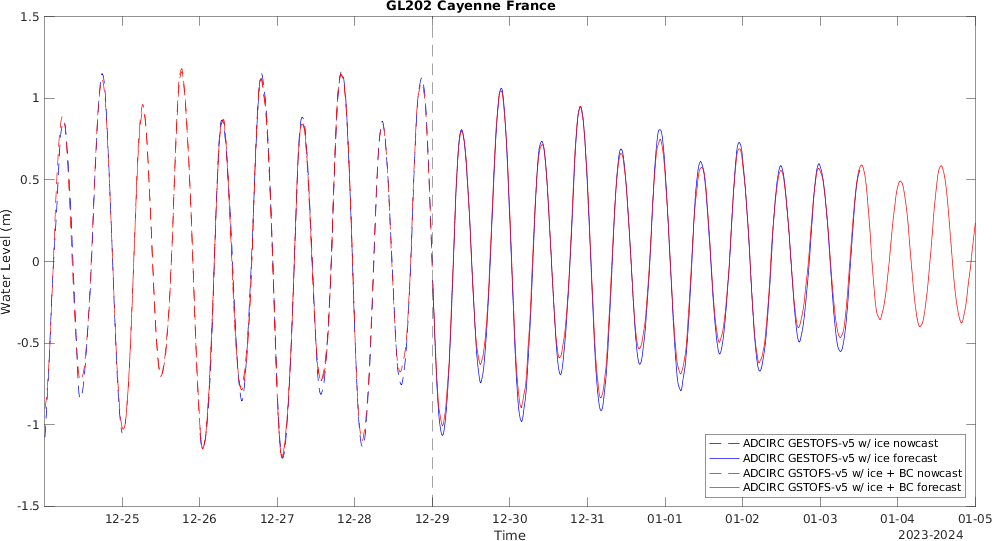 GL202 Cayenne France
1.5
1
0.5
0
-0.5
-1
-1.5
Water Level (m)
12-25 12-26 12-27 12-28 12-29 12-30 12-31 01-01 01-02 01-03 01-04 01-05
Time
2023-2024
ADCIRC GESTOFS-v5 w/ ice nowcast
ADCIRC GESTOFS-v5 w/ ice forecast
ADCIRC GSTOFS-v5 w/ ice + BC nowcast
ADCIRC GSTOFS-v5 w/ ice + BC forecast